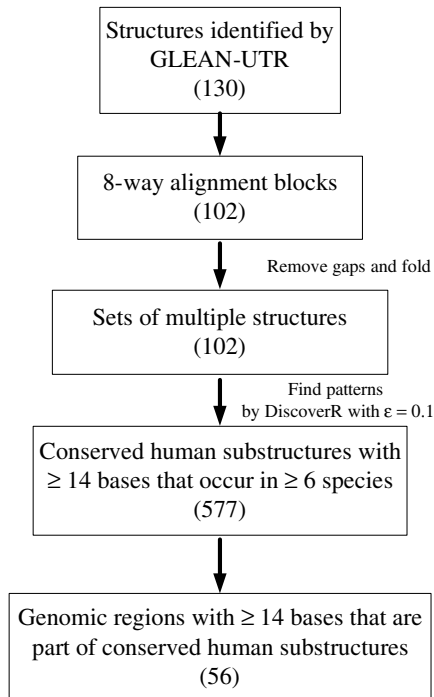 Structures identified by
GLEAN-UTR
(130)
8-way alignment blocks
(102)
Remove gaps and fold
Sets of multiple structures
(102)
Find patterns
by DiscoverR with ε = 0.1
Conserved human substructures with
≥ 14 bases that occur in ≥ 6 species
(577)
Genomic regions with ≥ 14 bases that are
part of conserved human substructures
(56)